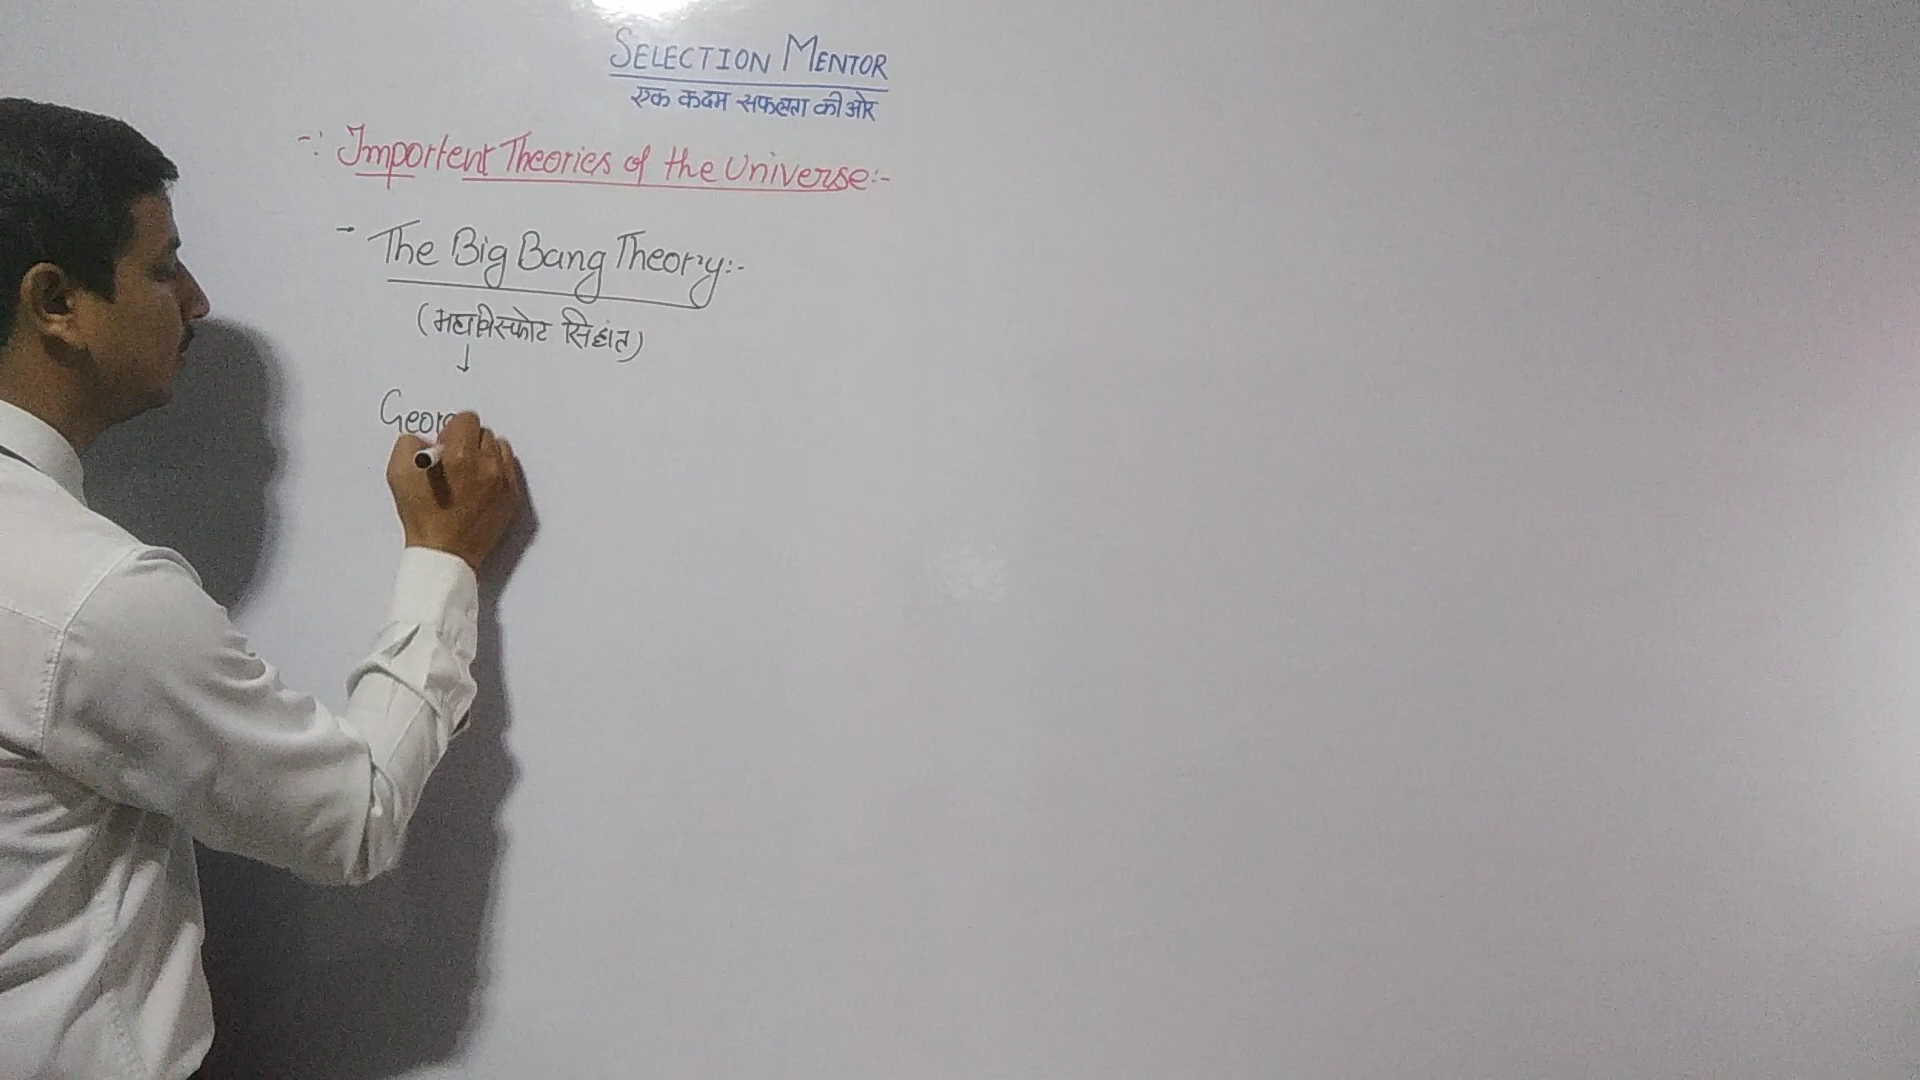 SELECTION MENTOR
एक कदम सफलता की ओर
-: Importent Theories of the Universe:-
- The Big Bang Theory:-
(महाविस्फोट सिद्धांत)
↓
Geor